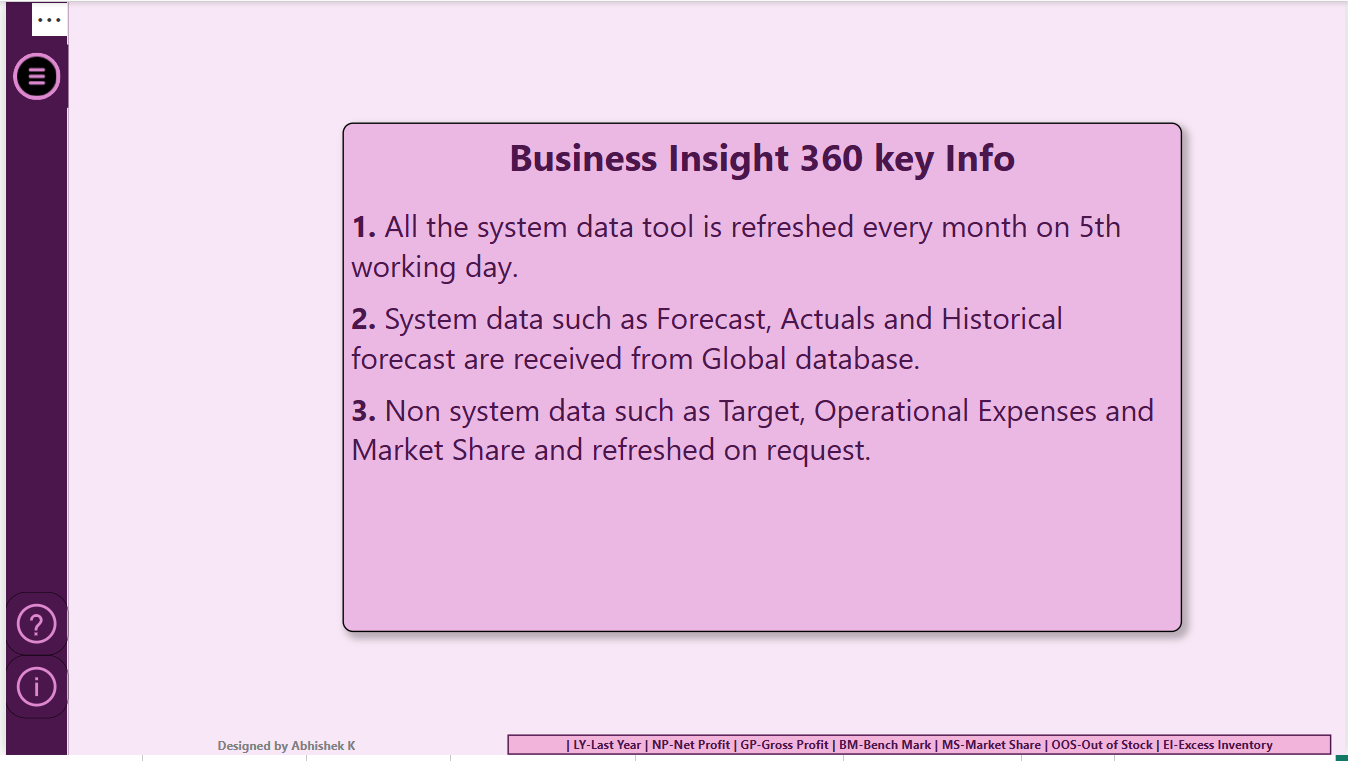 Business Insight 360 key Info
1. All the system data tool is refreshed every month on 5th
working day.
2. System data such as Forecast, Actuals and Historical
forecast are received from Global database.
3. Non system data such as Target, Operational Expenses and
Market Share and refreshed on request.
Designed by Abhishek K
| LY-Last Year | NP-Net Profit | GP-Gross Profit | BM-Bench Mark | MS-Market Share | OOS-Out of Stock | EI-Excess Inventory